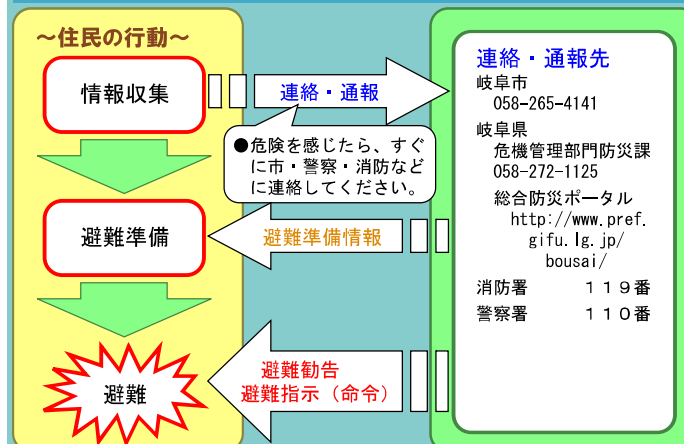 ～住民の行動～
情報収集
連絡・通報
●危険を感じたら、すぐ
に市・警察・消防など
に連絡してください。
避難準備
避難準備情報
避難
避難勧告
避難指示（命令）
連絡・通報先
岐阜市
058-265-4141
岐阜県
危機管理部門防災課
058-272-1125
総合防災ポータル
http://www.pref.
gifu.lg.jp/
bousai/
消防署　　　１１９番
警察署　　　１１０番